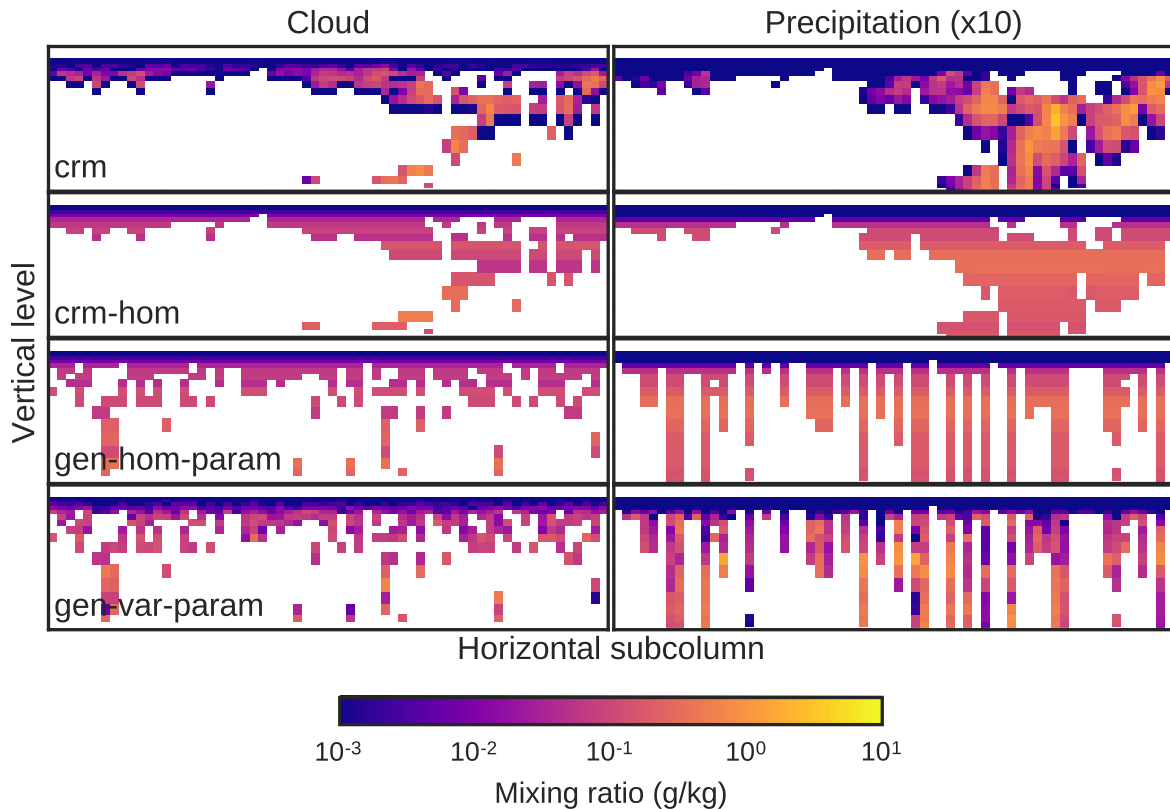 Cloud
Precipitation (x10)
Vertical level
crm
crm-hom
gen-hom-param
gen-var-param
Horizontal subcolumn
10⁻³ 10⁻² 10⁻¹ 10⁰ 10¹
Mixing ratio (g/kg)